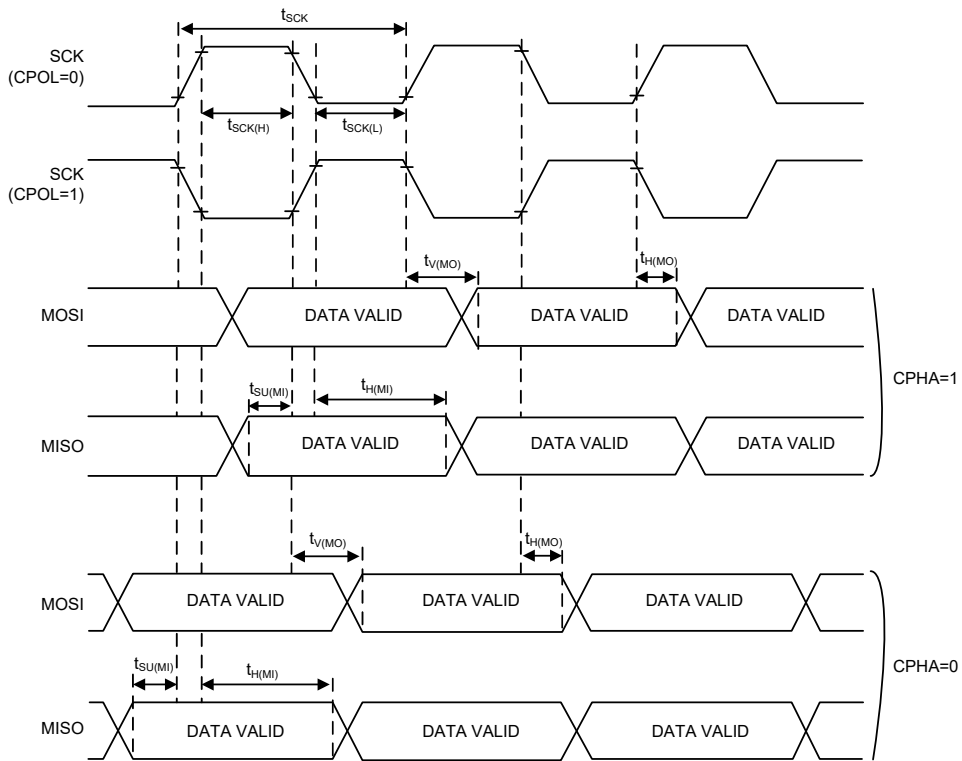 tSCK
SCK
(CPOL=0)
tSCK(H)
tSCK(L)
SCK
(CPOL=1)
tV(MO)
tH(MO)
MOSI
DATA VALID
DATA VALID
DATA VALID
CPHA=1
tSU(MI)
tH(MI)
MISO
DATA VALID
DATA VALID
DATA VALID
tV(MO)
tH(MO)
MOSI
DATA VALID
DATA VALID
DATA VALID
CPHA=0
tSU(MI)
tH(MI)
MISO
DATA VALID
DATA VALID
DATA VALID